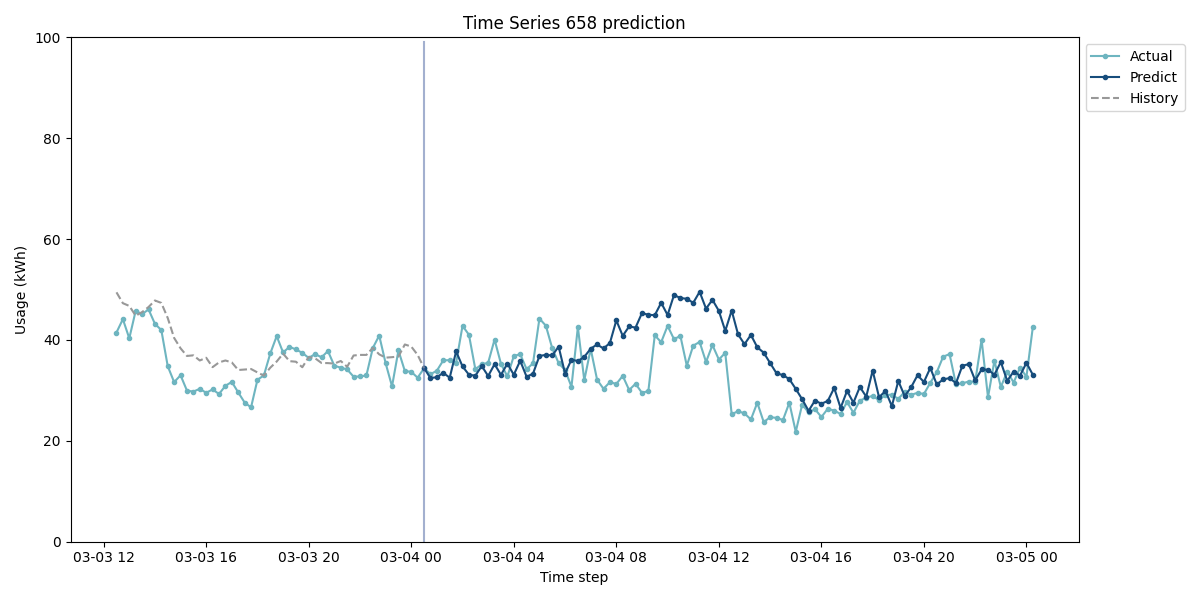 Time Series 658 prediction
Usage (kWh)
100
80
60
40
20
0
03-03 12
03-03 16
03-03 20
03-04 00
03-04 04
03-04 08
03-04 12
03-04 16
03-04 20
03-05 00
Time step
Actual
Predict
History